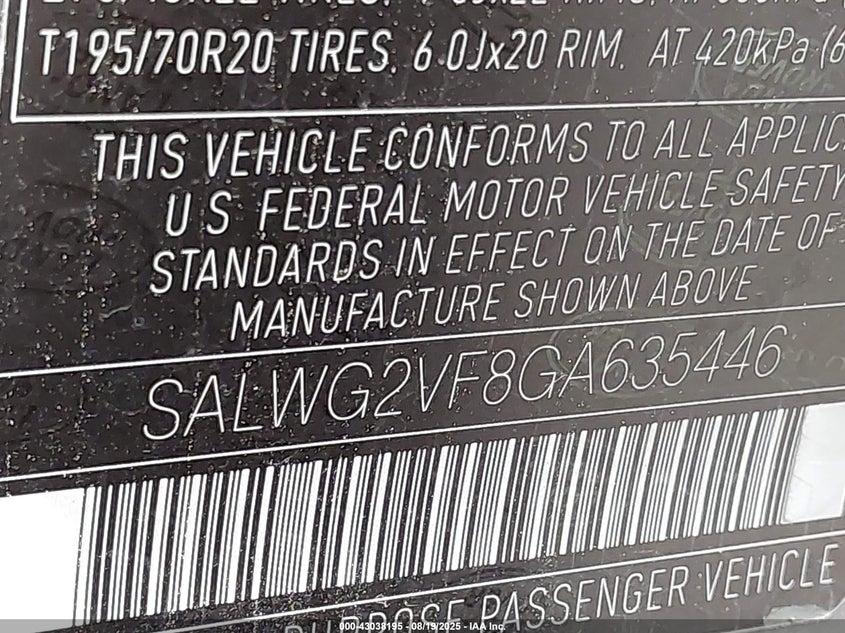 T195/70R20 TIRES, 6.0Jx20 RIM, AT 420kPa (6
THIS VEHICLE CONFORMS TO ALL APPLIC
U S FEDERAL MOTOR VEHICLE SAFETY
STANDARDS IN EFFECT ON THE DATE OF
MANUFACTURE SHOWN ABOVE
SALWG2VF8GA635446
PASSENGER VEHICLE
000-43038195 - 08/19/2025 - IAA Inc.